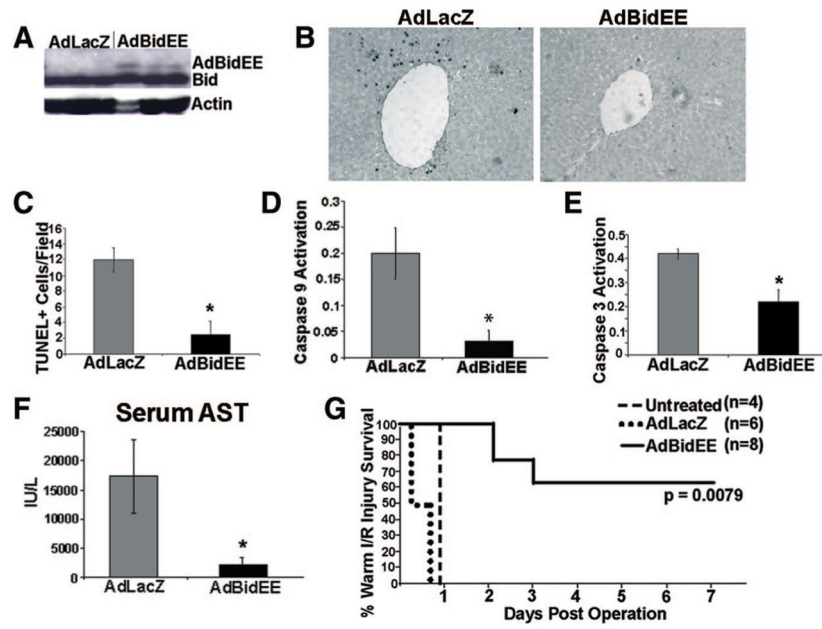 A
AdLacZ AdBidEE
AdBidEE
Bid
Actin
B
AdLacZ AdBidEE
C
TUNEL+ Cells/Field
16
14
12
10
8
6
4
2
0
*
AdLacZ AdBidEE
D
Caspase 9 Activation
0.3
0.25
0.2
0.15
0.1
0.05
0
*
AdLacZ AdBidEE
E
Caspase 3 Activation
0.5
0.4
0.3
0.2
0.1
0
*
AdLacZ AdBidEE
F
Serum AST
IU/L
25000
20000
15000
10000
5000
0
*
AdLacZ AdBidEE
G
Untreated (n=4)
AdLacZ (n=6)
AdBidEE (n=8)
% Warm I/R Injury Survival
100
90
80
70
60
50
40
30
20
10
0
p = 0.0079
1 2 3 4 5 6 7
Days Post Operation